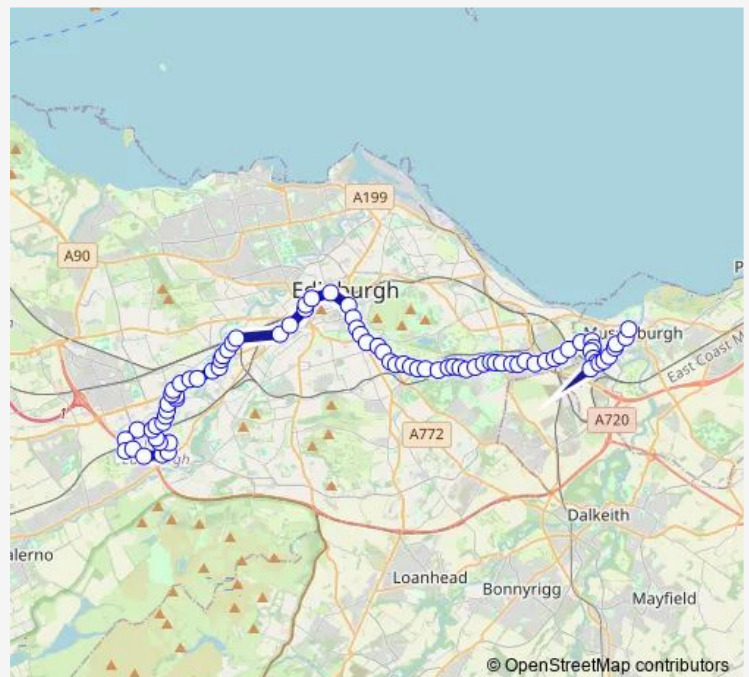 A199
A90
Edinburgh
Musselburgh
East Coast M
A720
A772
Dalkeith
alerno
Loanhead
Bonnyrigg
Mayfield
© OpenStreetMap contributors